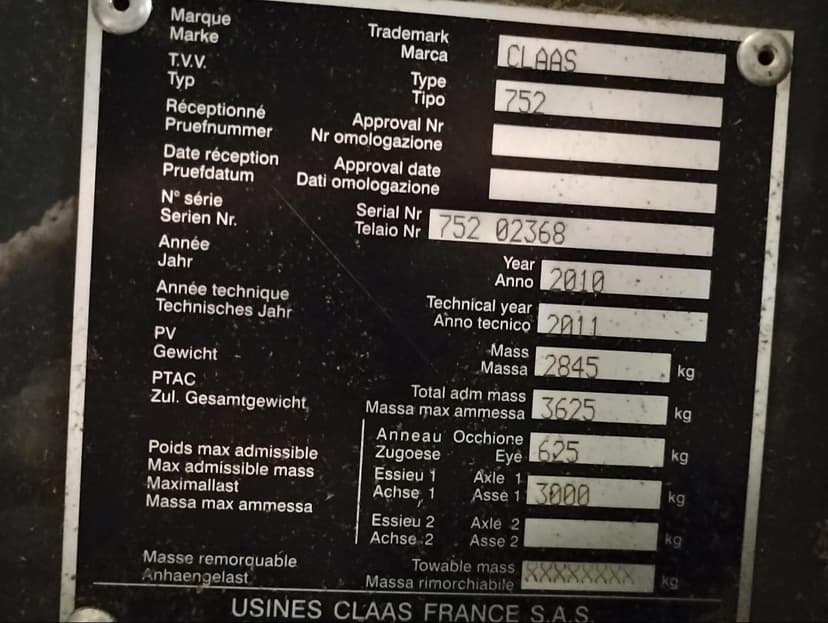 Marque Trademark
Marke Marca CLAAS
T.V.V. Type
Typ Tipo 752
Réceptionné Approval Nr
Pruefnummer Nr omologazione
Date réception Approval date
Pruefdatum Dati omologazione
N° série Serial Nr
Serien Nr. Telaio Nr 752 02368
Année Year
Jahr Anno 2010
Année technique Technical year
Technisches Jahr Anno tecnico 2011
PV Mass
Gewicht Massa 2845 kg
PTAC Total adm mass
Zul. Gesamtgewicht Massa max ammessa 3625 kg
Anneau Occhione
Poids max admissible Zugoese Eye 625 kg
Max admissible mass Essieu 1 Axle 1
Maximallast Achse 1 Asse 1 3000 kg
Massa max ammessa
Essieu 2 Axle 2
Achse 2 Asse 2 kg
Masse remorquable Towable mass
Anhaengelast Massa rimorchiabile XXXXXXXX kg
USINES CLAAS FRANCE S.A.S.